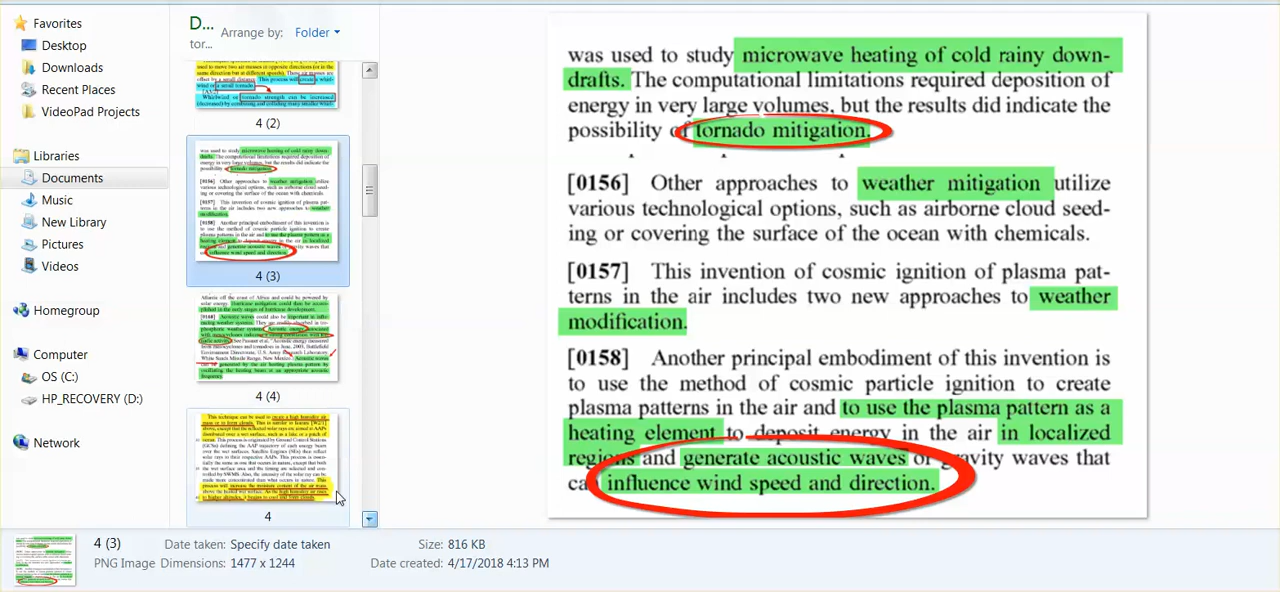 Favorites
Desktop
Downloads
Recent Places
VideoPad Projects
Libraries
Documents
Music
New Library
Pictures
Videos
Homegroup
Computer
OS (C:)
HP_RECOVERY (D:)
Network
D...
tor...
Arrange by: Folder
4 (2)
4 (3)
4 (4)
4
was used to study microwave heating of cold rainy down-
drafts. The computational limitations required deposition of
energy in very large volumes, but the results did indicate the
possibility of tornado mitigation.
[0156] Other approaches to weather mitigation utilize
various technological options, such as airborne cloud seed-
ing or covering the surface of the ocean with chemicals.
[0157] This invention of cosmic ignition of plasma pat-
terns in the air includes two new approaches to weather
modification.
[0158] Another principal embodiment of this invention is
to use the method of cosmic particle ignition to create
plasma patterns in the air and to use the plasma pattern as a
heating element to deposit energy in the air in localized
regions and generate acoustic waves or gravity waves that
can influence wind speed and direction.
4 (3)
PNG Image
Date taken: Specify date taken
Dimensions: 1477 x 1244
Size: 816 KB
Date created: 4/17/2018 4:13 PM